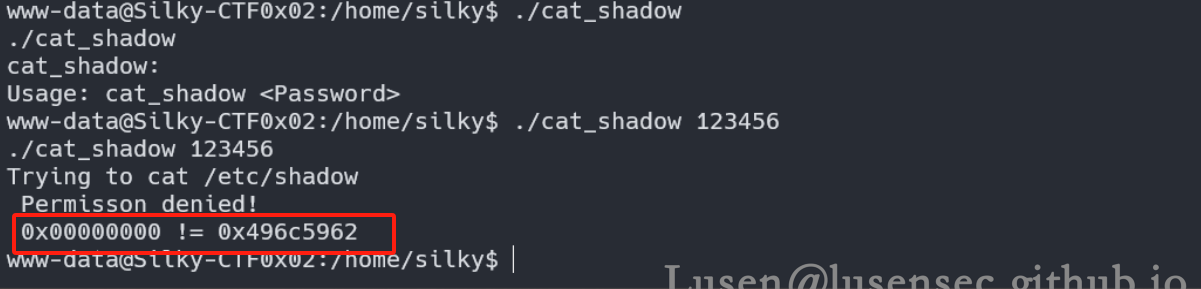 www-data@Silky-CTF0x02:/home/silky$ ./cat_shadow
./cat_shadow
cat_shadow:
Usage: cat_shadow <Password>
www-data@Silky-CTF0x02:/home/silky$ ./cat_shadow 123456
./cat_shadow 123456
Trying to cat /etc/shadow
 Permisson denied!
 0x00000000 != 0x496c5962
www-data@Silky-CTF0x02:/home/silky$
Lusen@lusensec.github.io